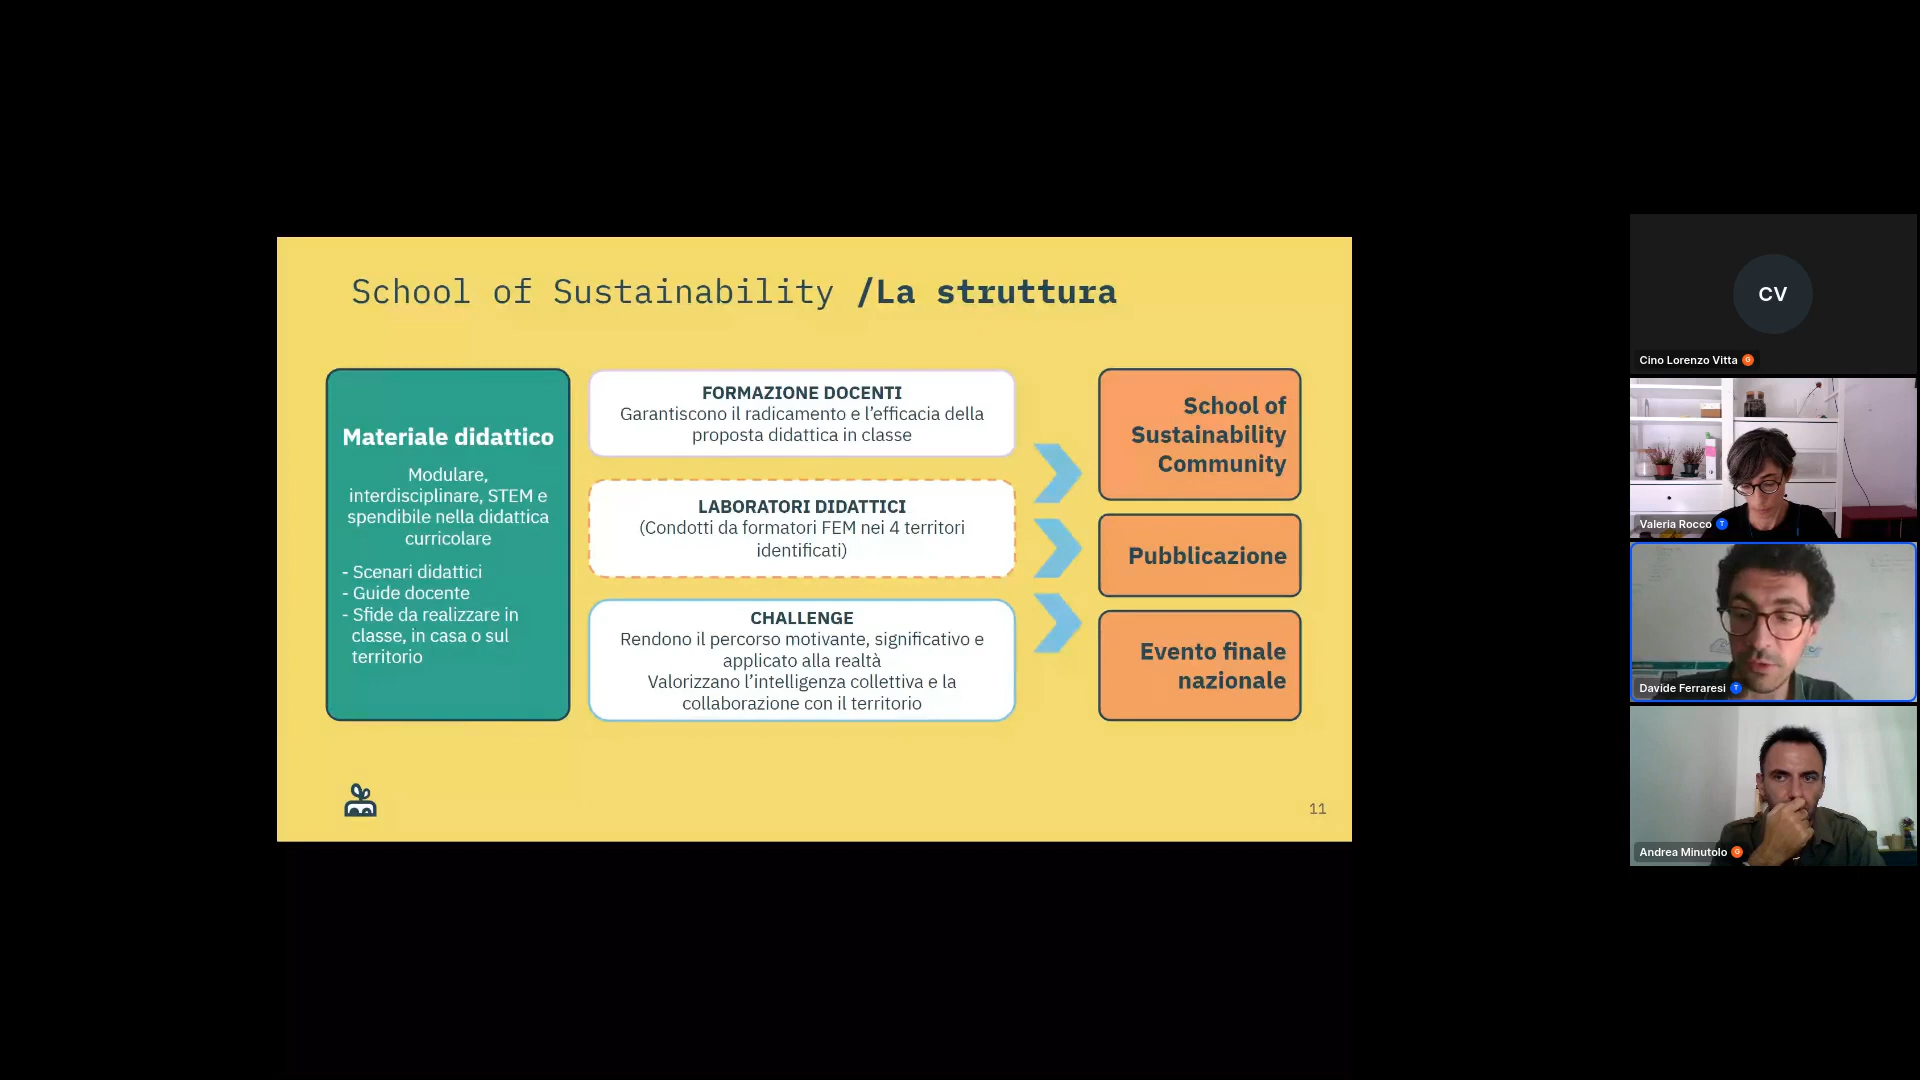 School of Sustainability /La struttura
Materiale didattico
Modulare,
interdisciplinare, STEM e
spendibile nella didattica
curricolare
- Scenari didattici
- Guide docente
- Sfide da realizzare in
classe, in casa o sul
territorio
FORMAZIONE DOCENTI
Garantiscono il radicamento e l’efficacia della
proposta didattica in classe
LABORATORI DIDATTICI
(Condotti da formatori FEM nei 4 territori
identificati)
CHALLENGE
Rendono il percorso motivante, significativo e
applicato alla realtà
Valorizzano l’intelligenza collettiva e la
collaborazione con il territorio
School of
Sustainability
Community
Pubblicazione
Evento finale
nazionale
11
CV
Cino Lorenzo Vitta G
Valeria Rocco T
Davide Ferraresi T
Andrea Minutolo G